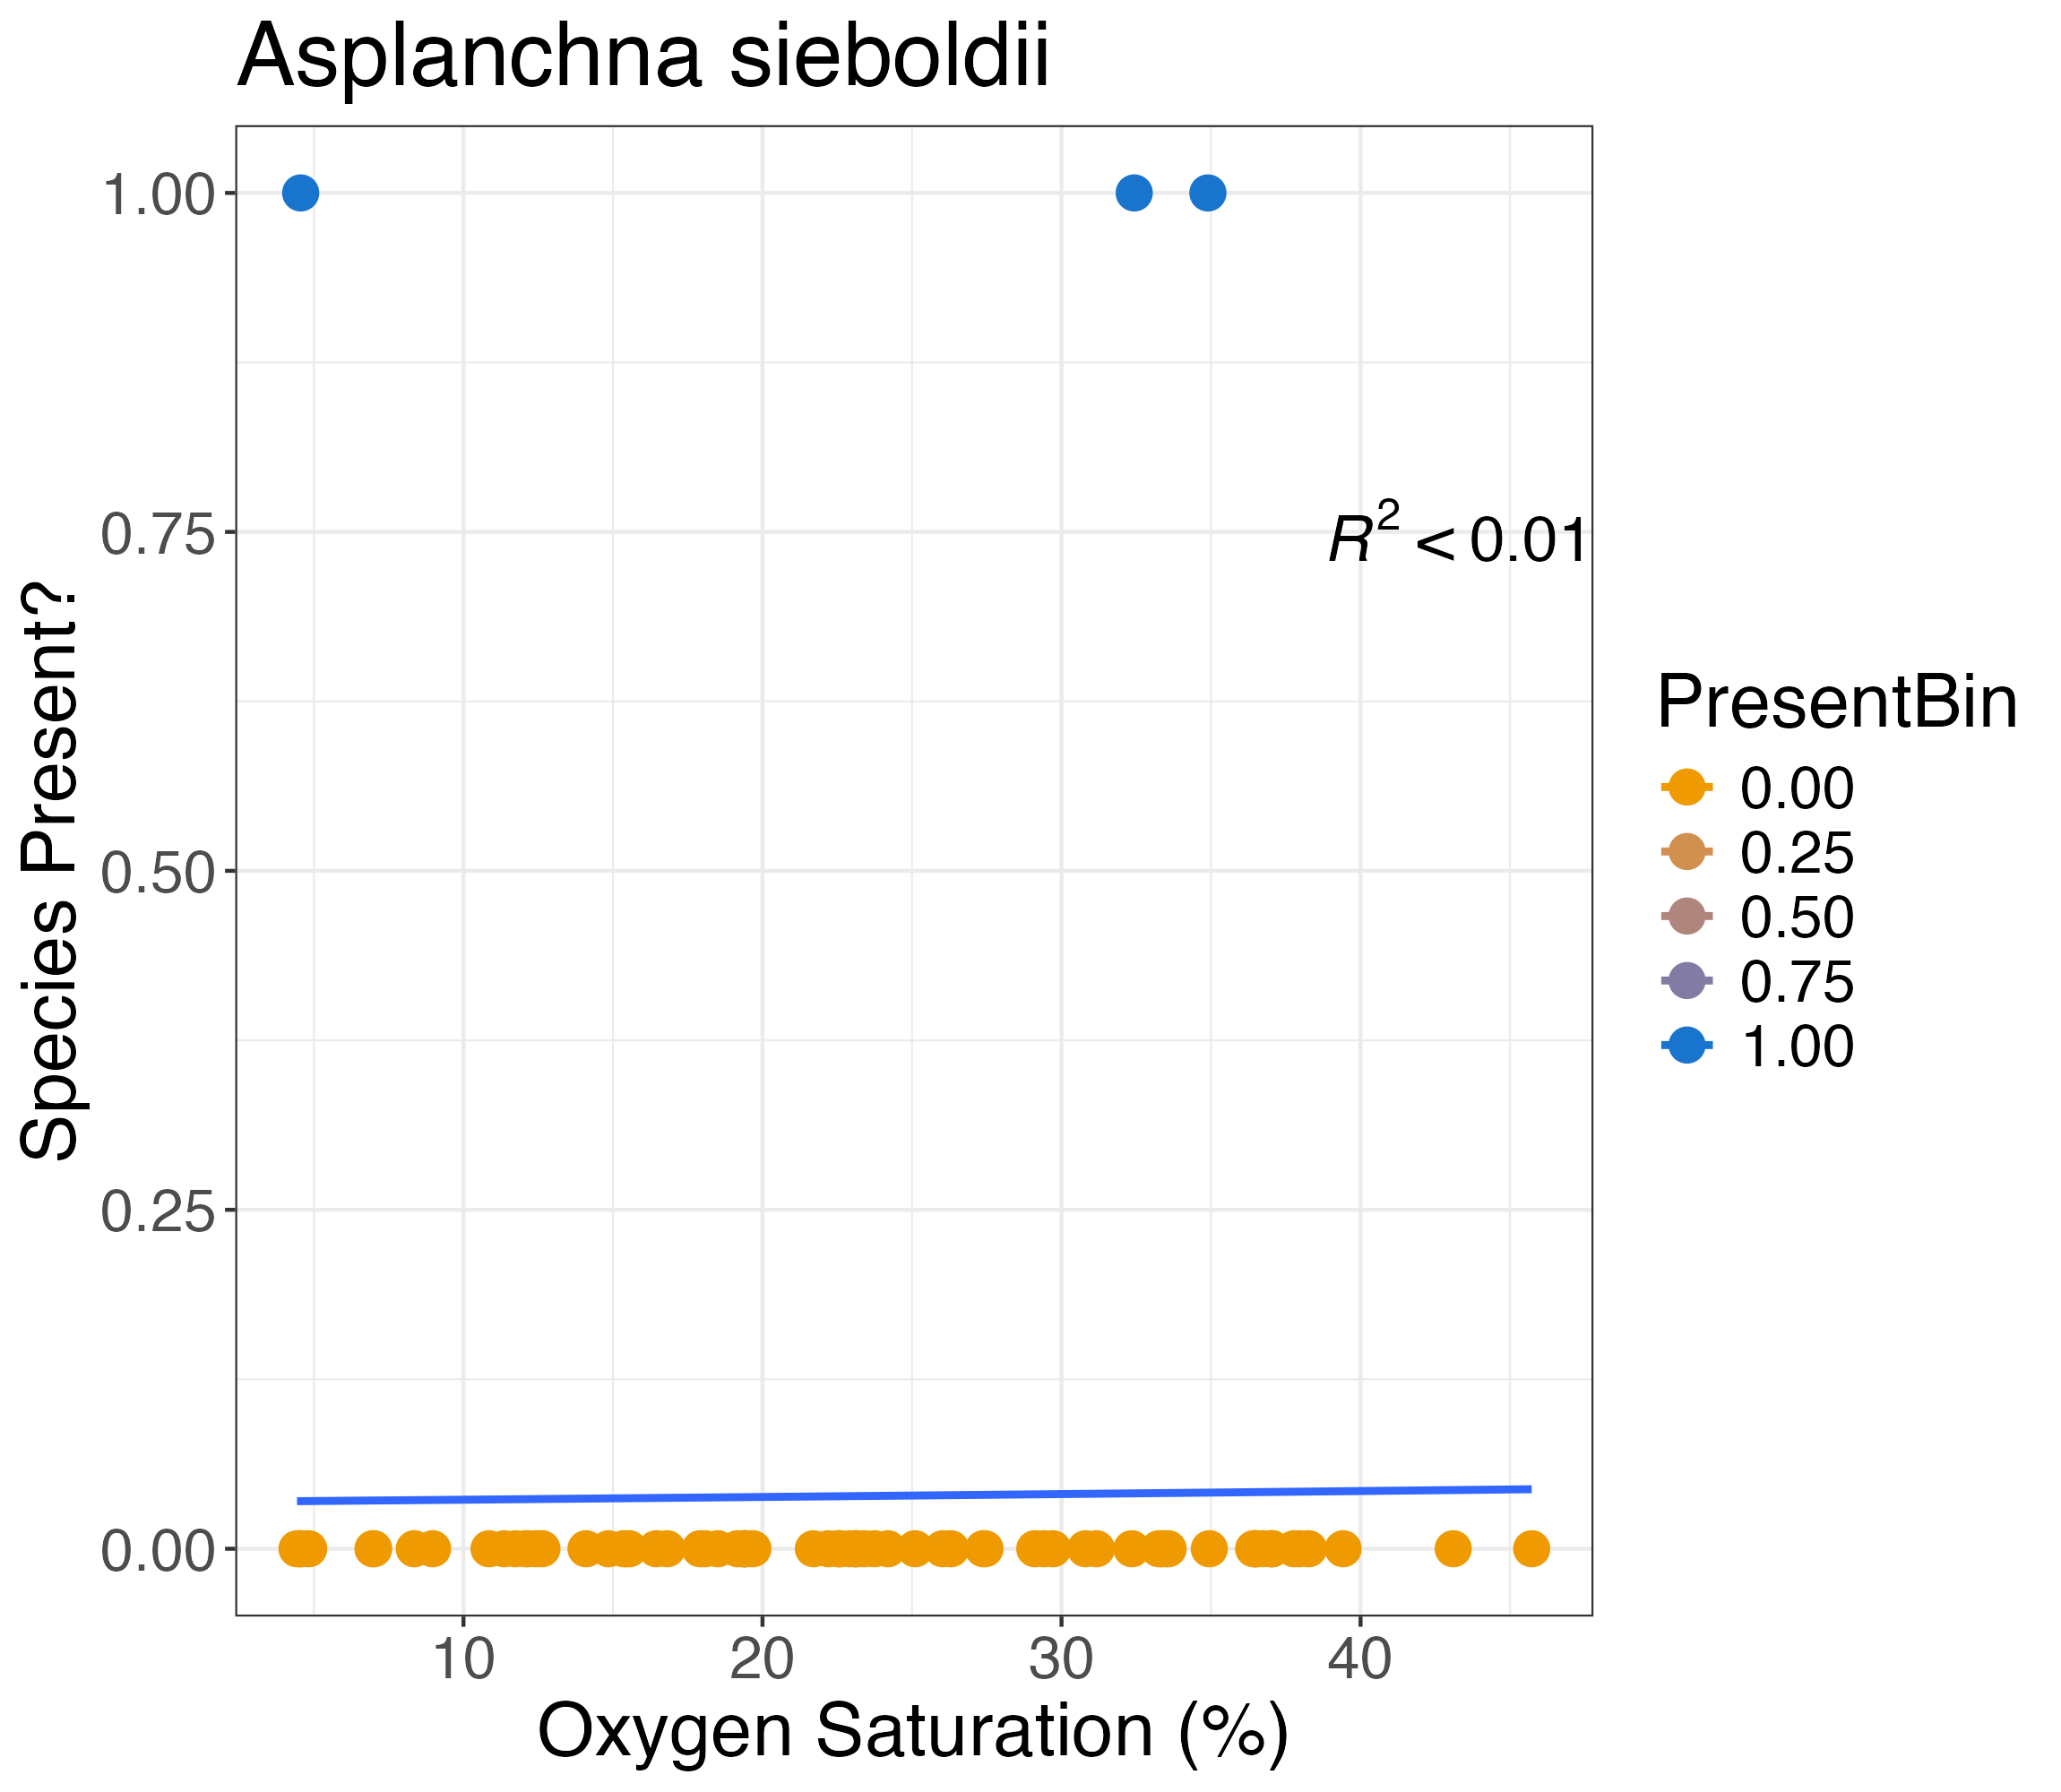 Asplanchna sieboldii
Species Present?
1.00
0.75
0.50
0.25
0.00
R² < 0.01
10 20 30 40
Oxygen Saturation (%)
PresentBin
0.00
0.25
0.50
0.75
1.00